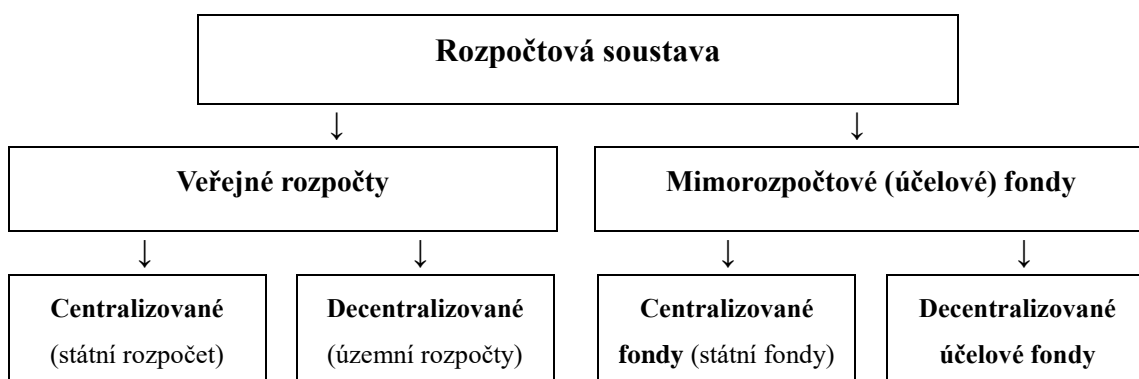 Rozpočtová soustava
↓ ↓
Veřejné rozpočty
Mimorozpočtové (účelové) fondy
↓ ↓ ↓ ↓
Centralizované
(státní rozpočet)
Decentralizované
(územní rozpočty)
Centralizované
fondy (státní fondy)
Decentralizované
účelové fondy